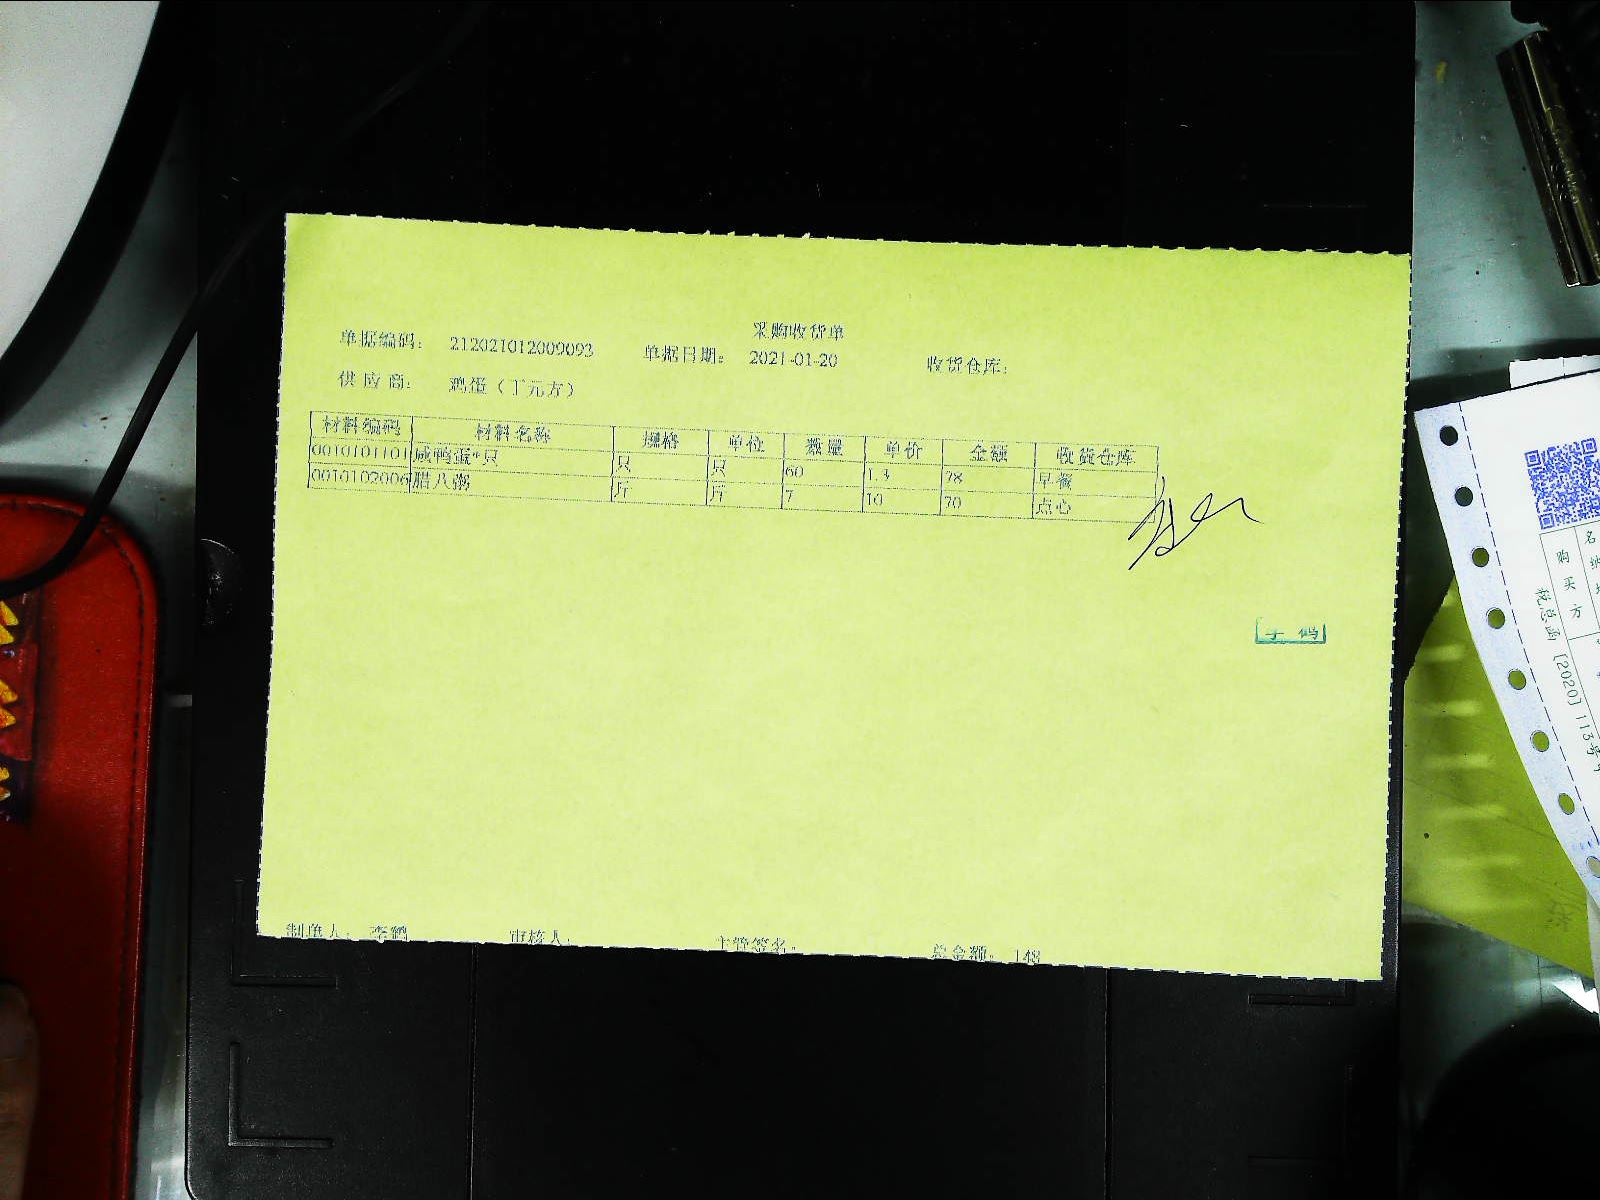 采购收货单
单据编码： 212021012009093 单据日期： 2021-01-20 收货仓库：
供 应 商： 鸡蛋（丁元方）
材料编码 材料名称 规格 单位 数量 单价 金额 收货仓库
0010101101 咸鸭蛋*只 只 只 60 1.3 78 早餐
0010102006 腊八粥 斤 斤 7 10 70 点心
制单人： 李鹤 审核人： 主管签名： 总金额： 148
购买方
名
纳
税总函 [2020] 113号